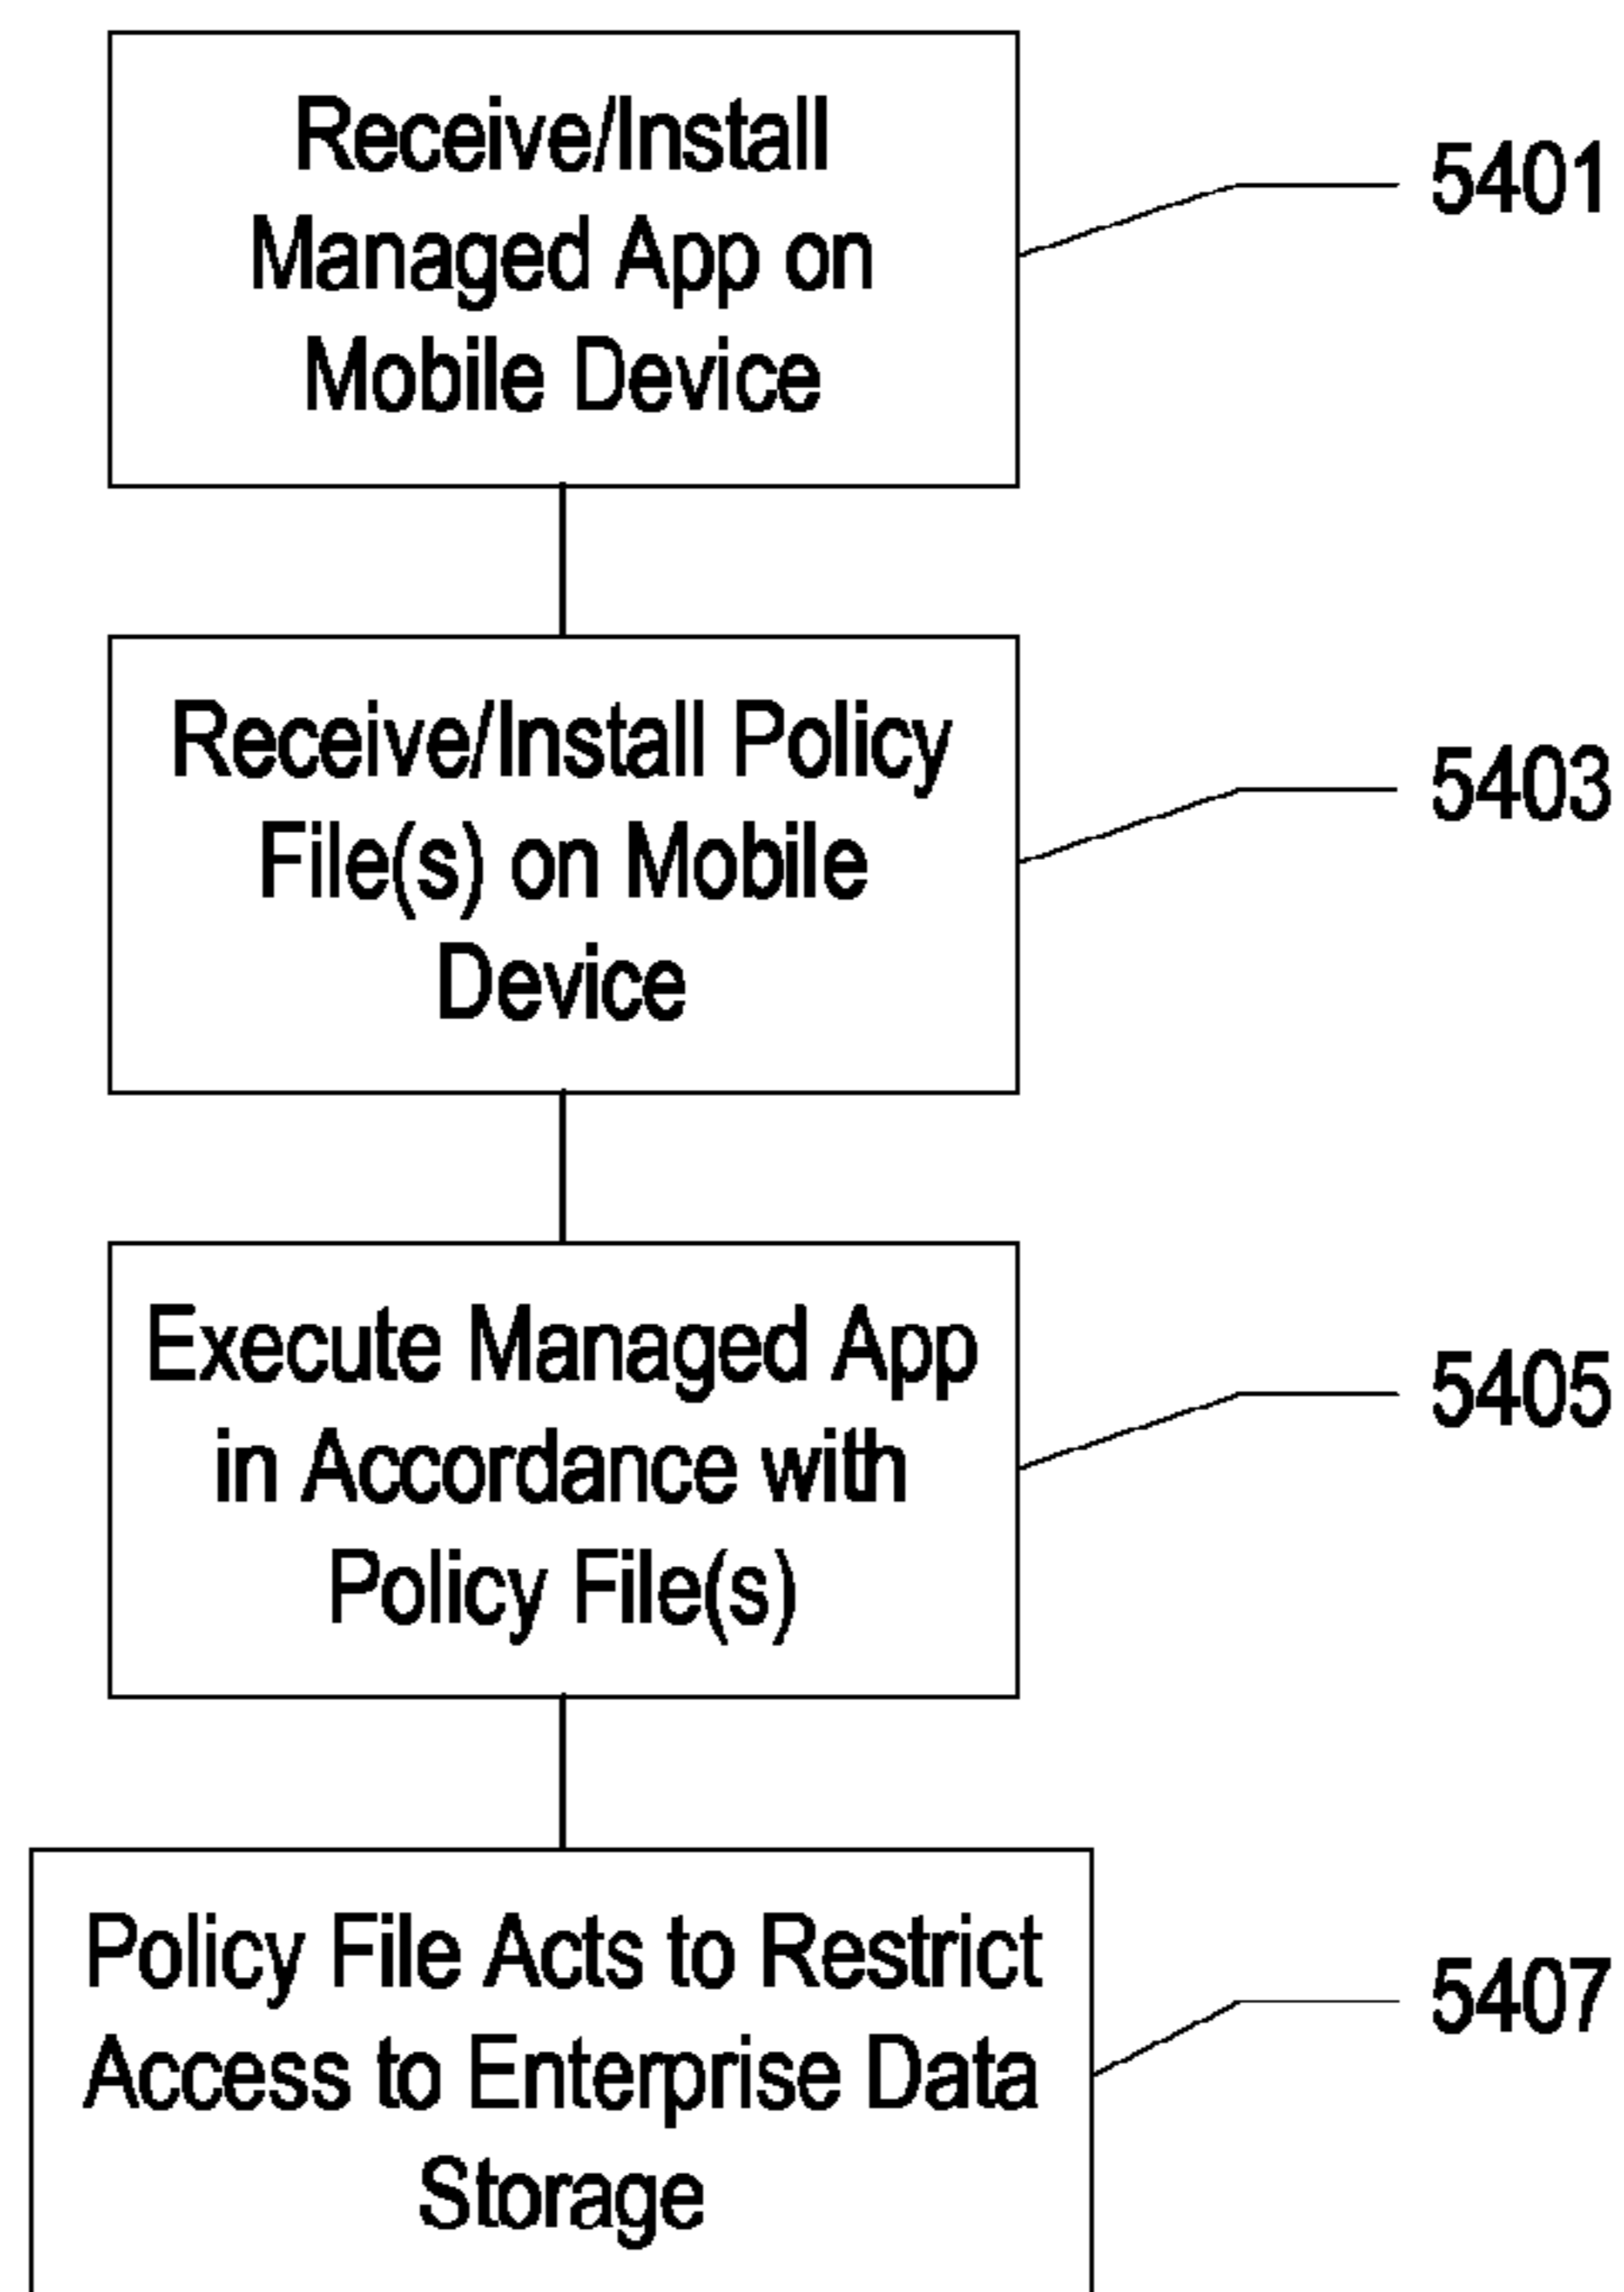 Receive/Install
Managed App on
Mobile Device
5401
Receive/Install Policy
File(s) on Mobile
Device
5403
Execute Managed App
in Accordance with
Policy File(s)
5405
Policy File Acts to Restrict
Access to Enterprise Data
Storage
5407